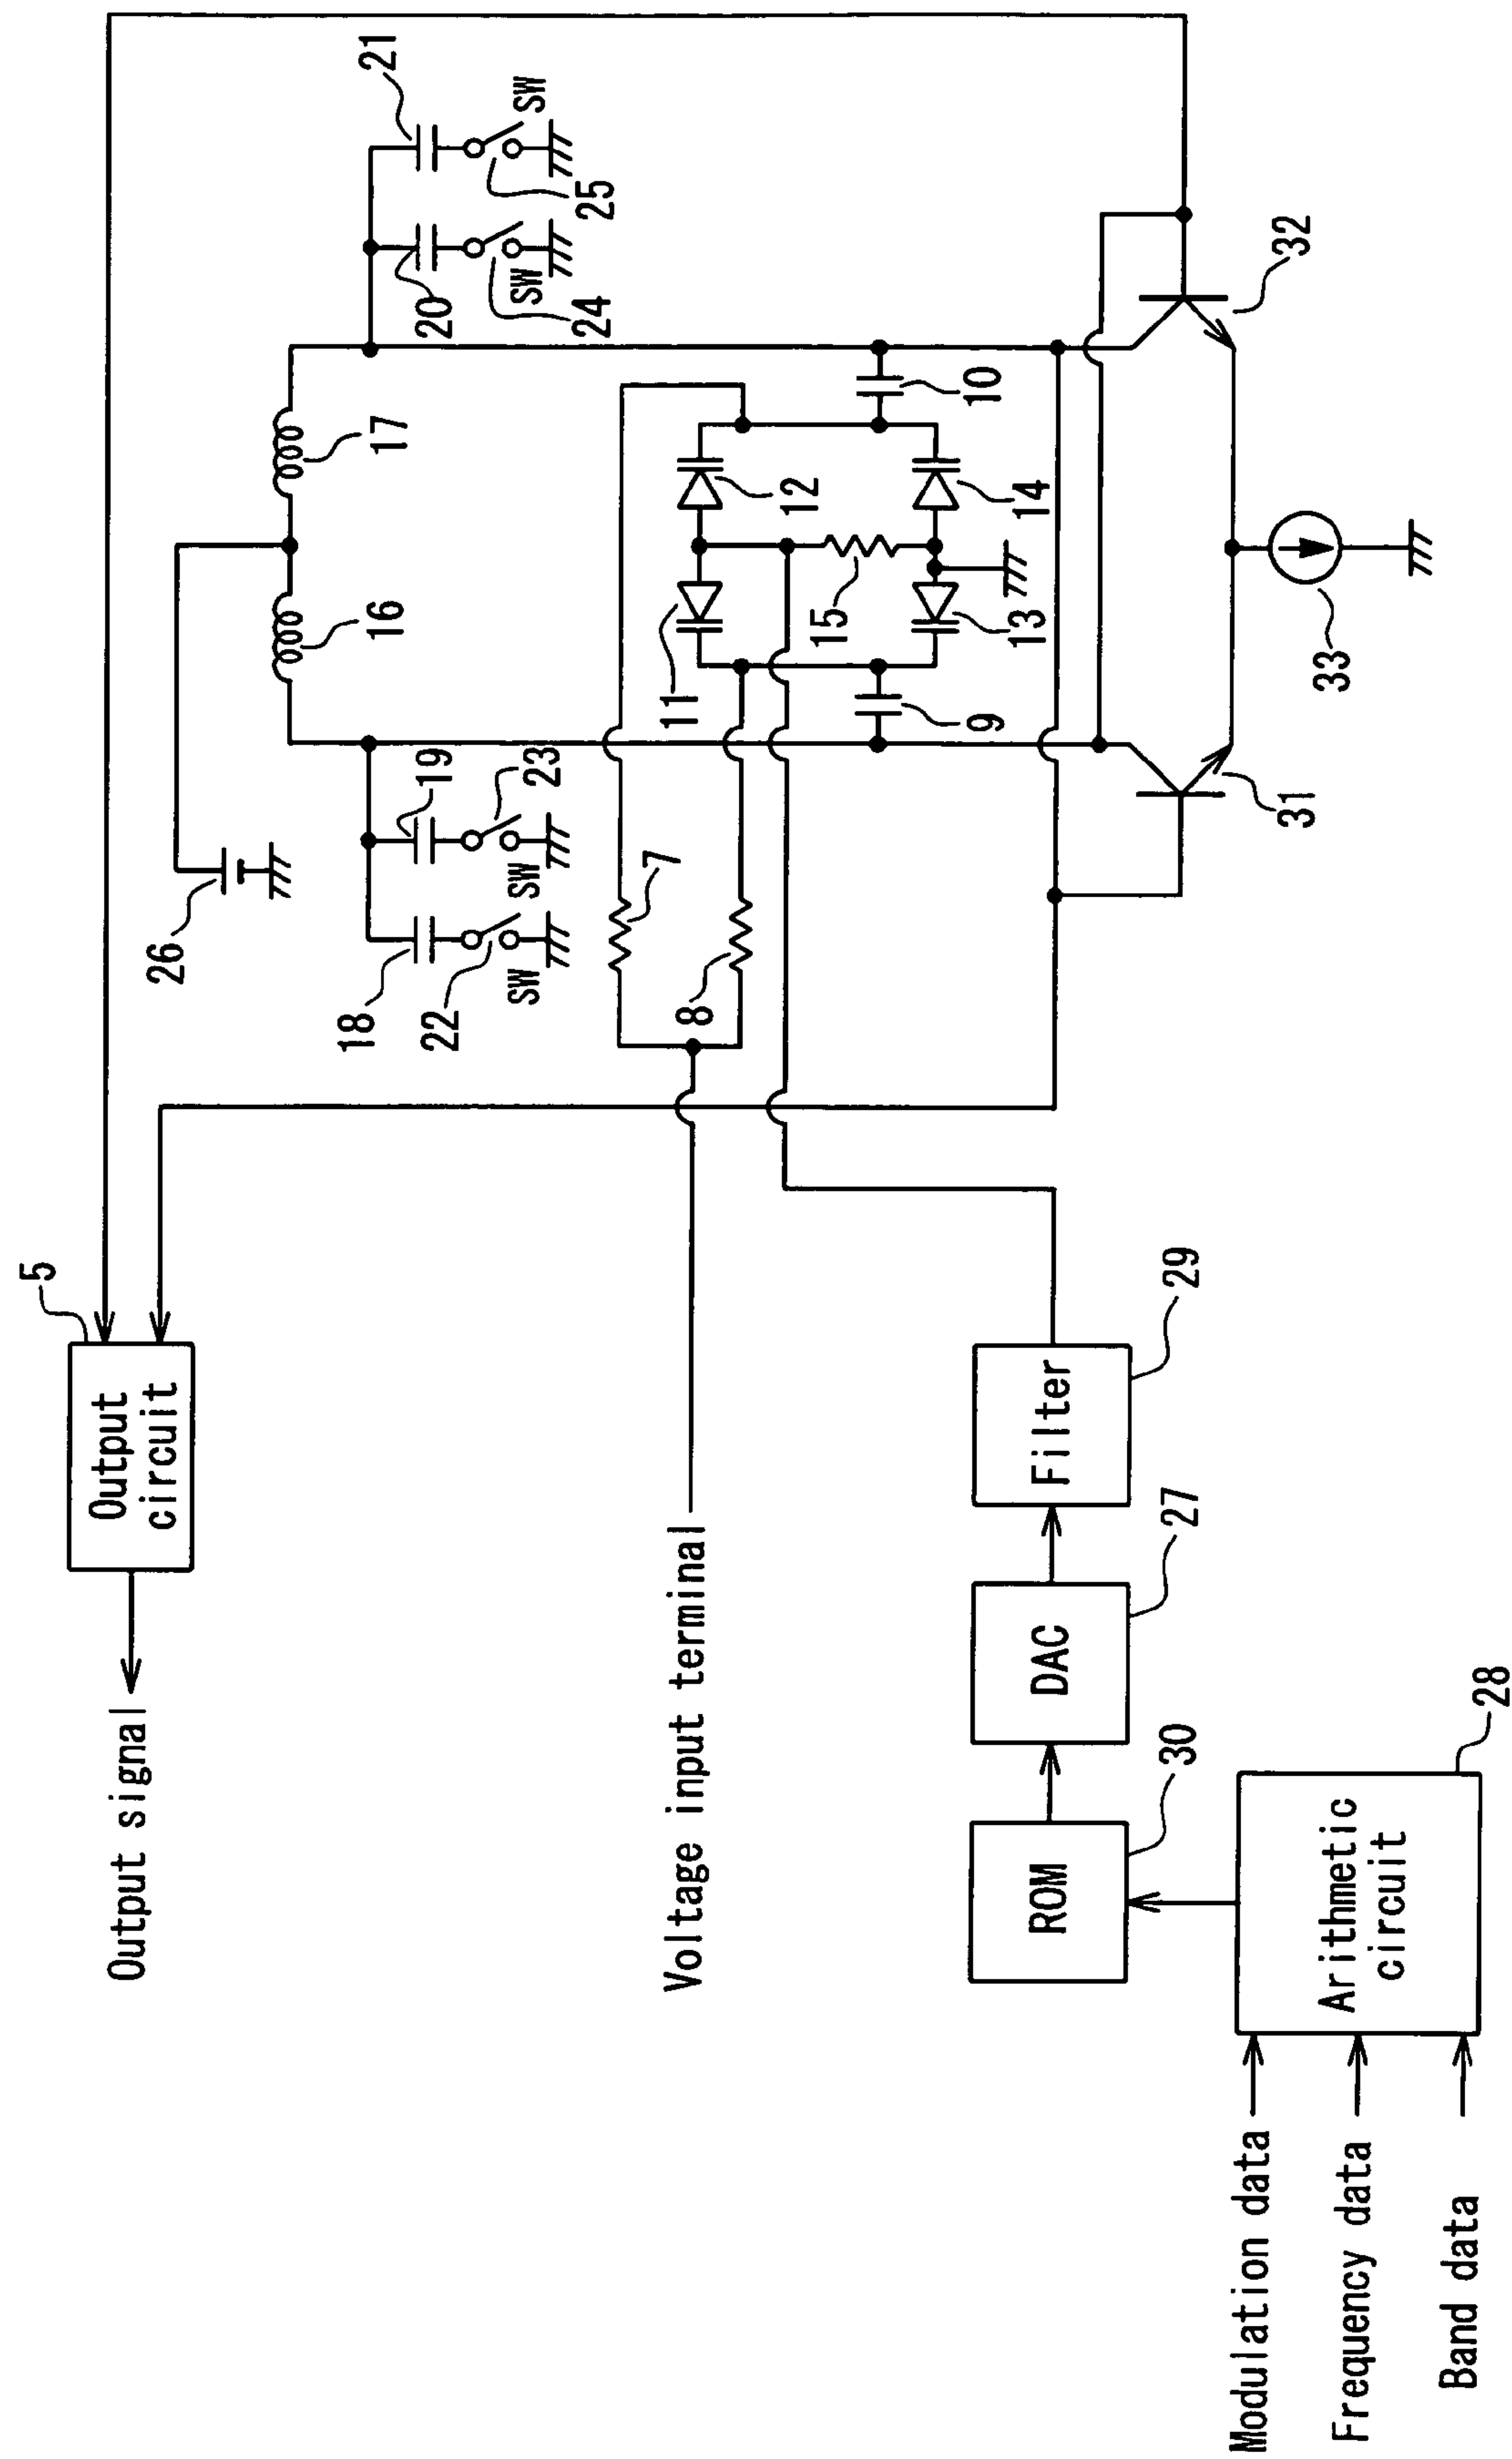 Output signal
Output
circuit
5
Voltage input terminal
Modulation data
Frequency data
Band data
Arithmetic
circuit
28
ROM
30
DAC
27
Filter
29
26
16
17
18
22
SW
19
23
SW
20
24
SW
21
25
SW
7
8
11
12
15
13
14
9
10
31
32
33